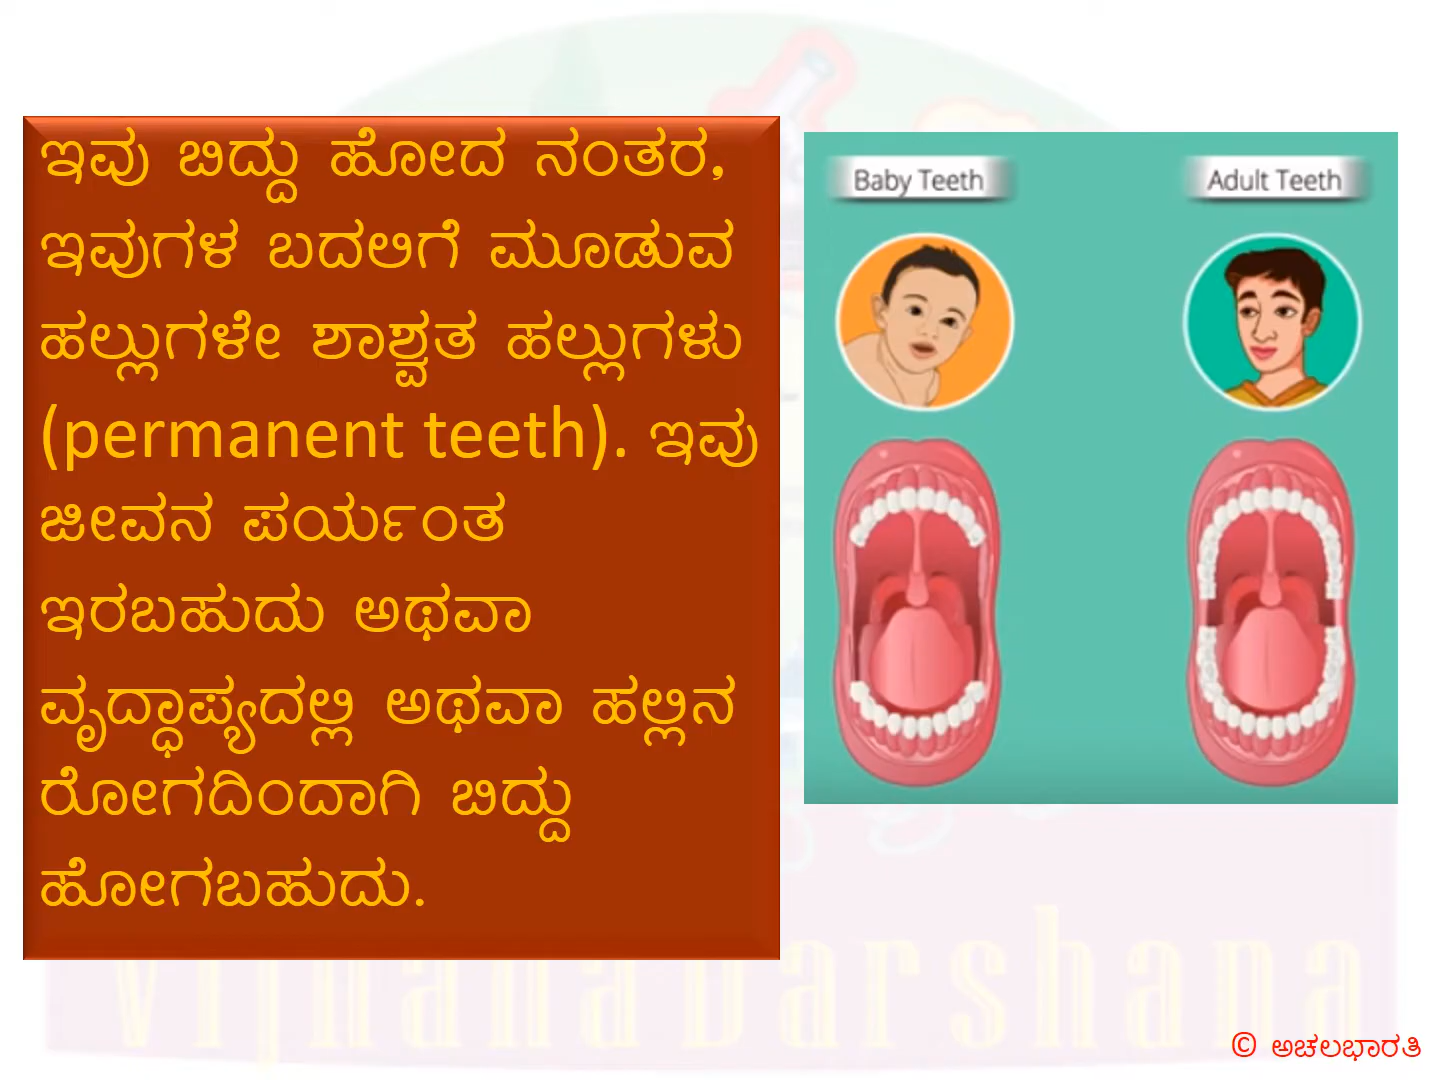 ಇವು ಬಿದ್ದು ಹೋದ ನಂತರ,
ಇವುಗಳ ಬದಲಿಗೆ ಮೂಡುವ
ಹಲ್ಲುಗಳೇ ಶಾಶ್ವತ ಹಲ್ಲುಗಳು
(permanent teeth). ಇವು
ಜೀವನ ಪರ್ಯಂತ
ಇರಬಹುದು ಅಥವಾ
ವೃದ್ಧಾಪ್ಯದಲ್ಲಿ ಅಥವಾ ಹಲ್ಲಿನ
ರೋಗದಿಂದಾಗಿ ಬಿದ್ದು
ಹೋಗಬಹುದು.
Baby Teeth
Adult Teeth
VijnanaDarshana
© ಅಚಲಭಾರತಿ